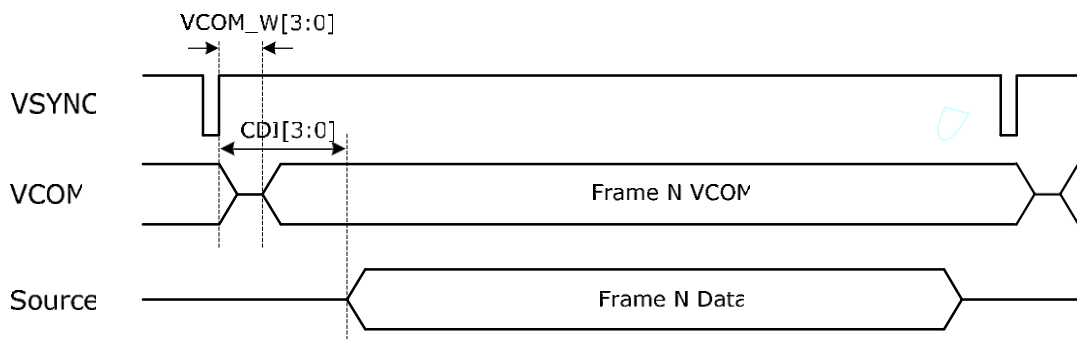 VCOM_W[3:0]
VSYNC
CDI[3:0]
VCOM
Frame N VCOM
Source
Frame N Data